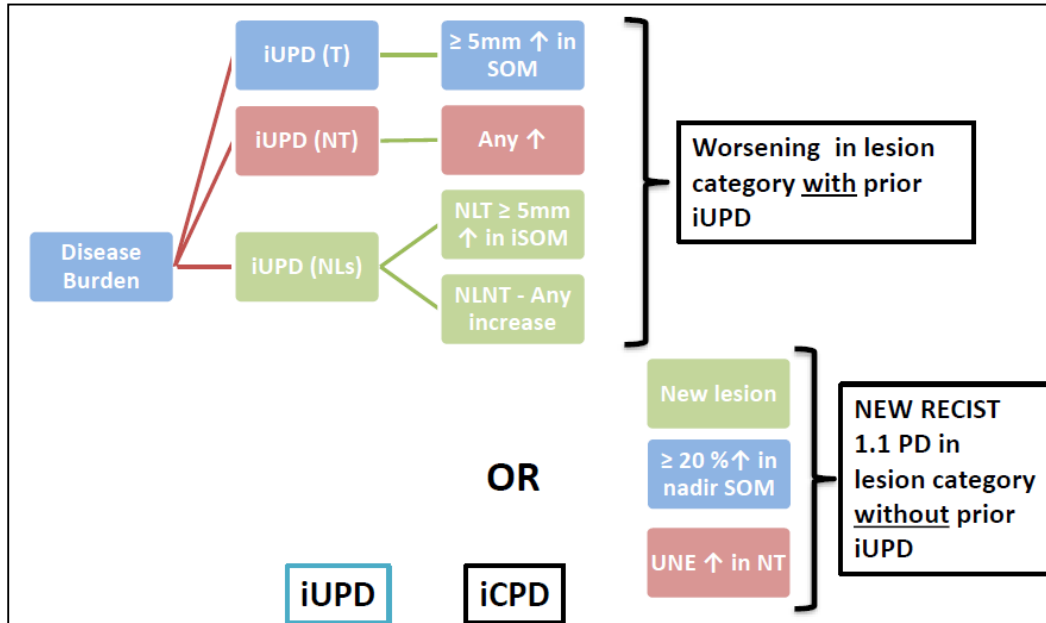 iUPD (T)
≥ 5mm ↑ in
SOM
iUPD (NT)
Any ↑
Worsening in lesion
category with prior
iUPD
Disease
Burden
iUPD (NLs)
NLT ≥ 5mm
↑ in iSOM
NLNT - Any
increase
New lesion
≥ 20 %↑ in
nadir SOM
UNE ↑ in NT
NEW RECIST
1.1 PD in
lesion category
without prior
iUPD
OR
iUPD
iCPD